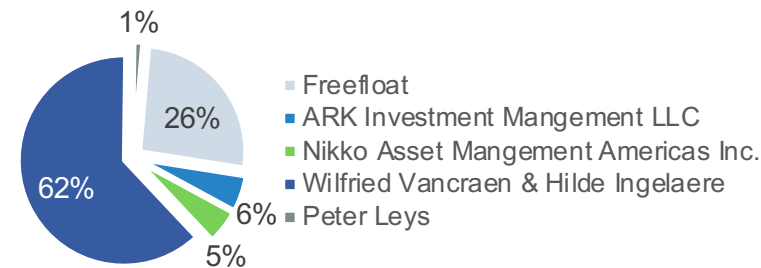 1%
26%
62%
6%
5%
Freefloat
ARK Investment Mangement LLC
Nikko Asset Mangement Americas Inc.
Wilfried Vancraen & Hilde Ingelaere
Peter Leys